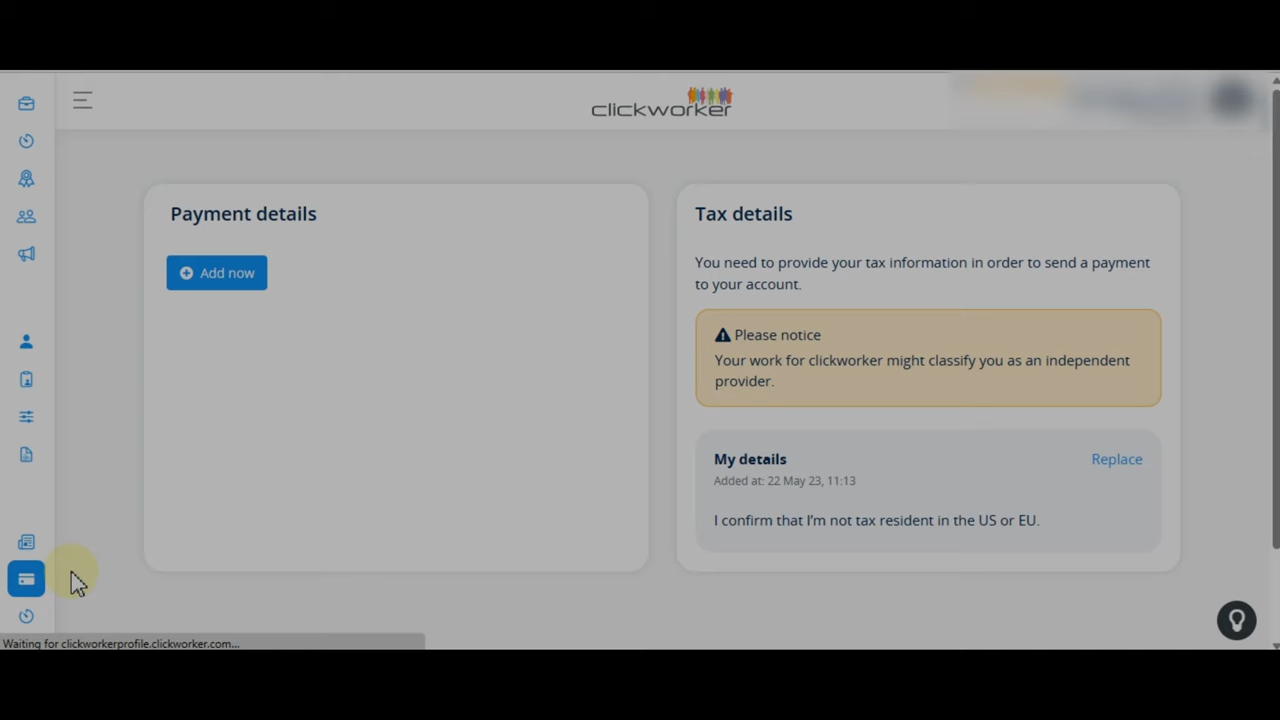 clickworker
Payment details
Add now
Tax details
You need to provide your tax information in order to send a payment
to your account.
Please notice
Your work for clickworker might classify you as an independent
provider.
My details
Replace
Added at: 22 May 23, 11:13
I confirm that I'm not tax resident in the US or EU.
Waiting for clickworkerprofile.clickworker.com...